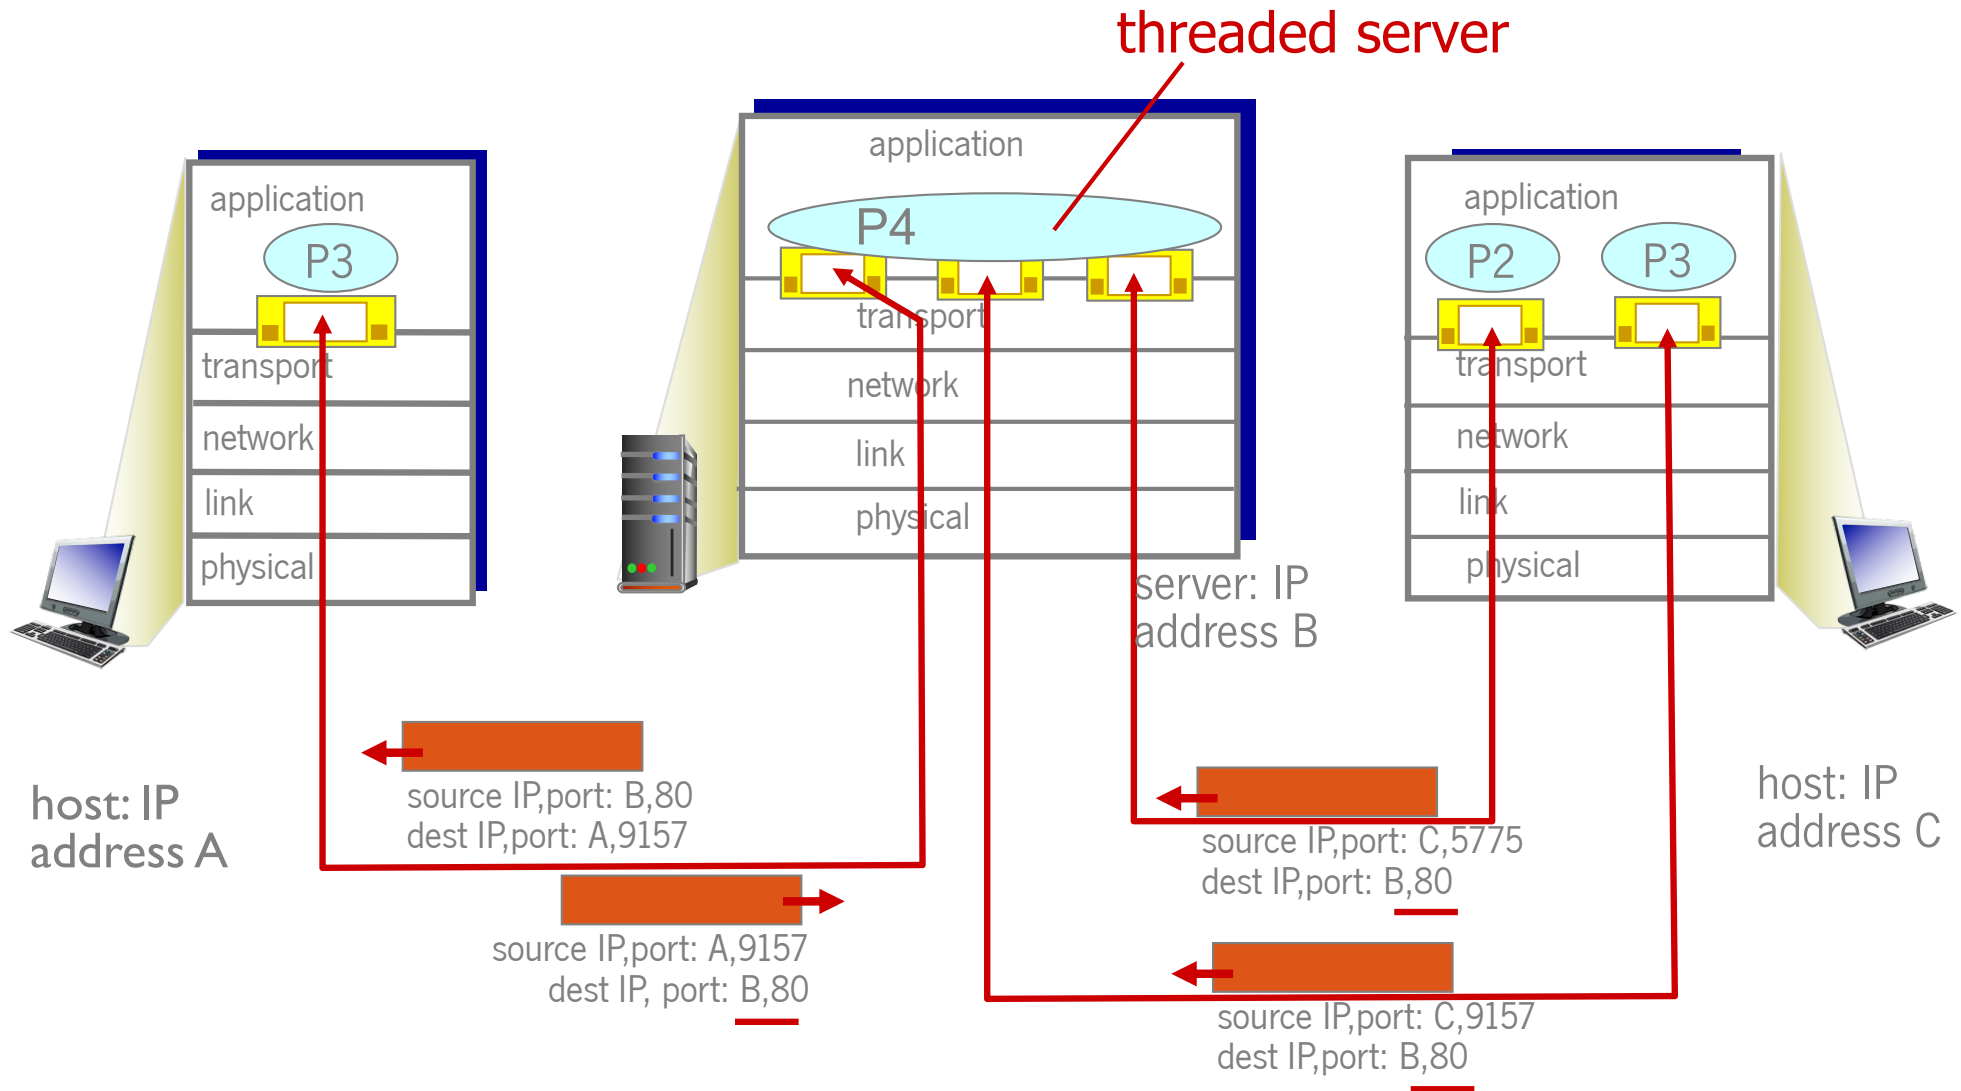 threaded server
application
P3
transport
network
link
physical
application
P4
transport
network
link
physical
application
P2
P3
transport
network
link
physical
server: IP
address B
host: IP
address A
source IP,port: B,80
dest IP,port: A,9157
source IP,port: A,9157
dest IP, port: B,80
source IP,port: C,5775
dest IP,port: B,80
source IP,port: C,9157
dest IP,port: B,80
host: IP
address C